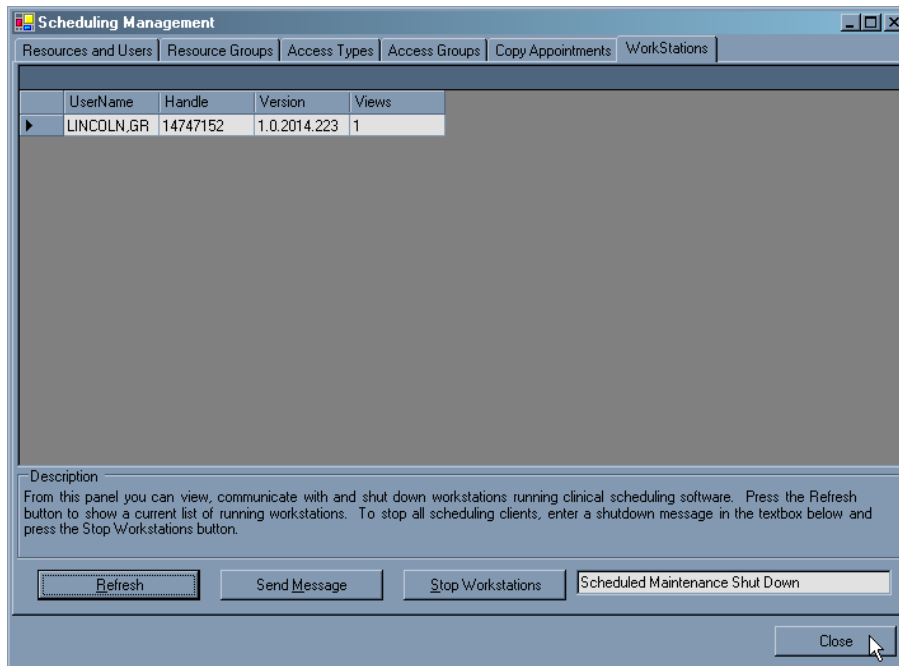 Scheduling Management
Resources and Users Resource Groups Access Types Access Groups Copy Appointments WorkStations
UserName Handle Version Views
LINCOLN,GR 14747152 1.0.2014.223 1
Description
From this panel you can view, communicate with and shut down workstations running clinical scheduling software. Press the Refresh
button to show a current list of running workstations. To stop all scheduling clients, enter a shutdown message in the textbox below and
press the Stop Workstations button.
Refresh Send Message Stop Workstations Scheduled Maintenance Shut Down
Close